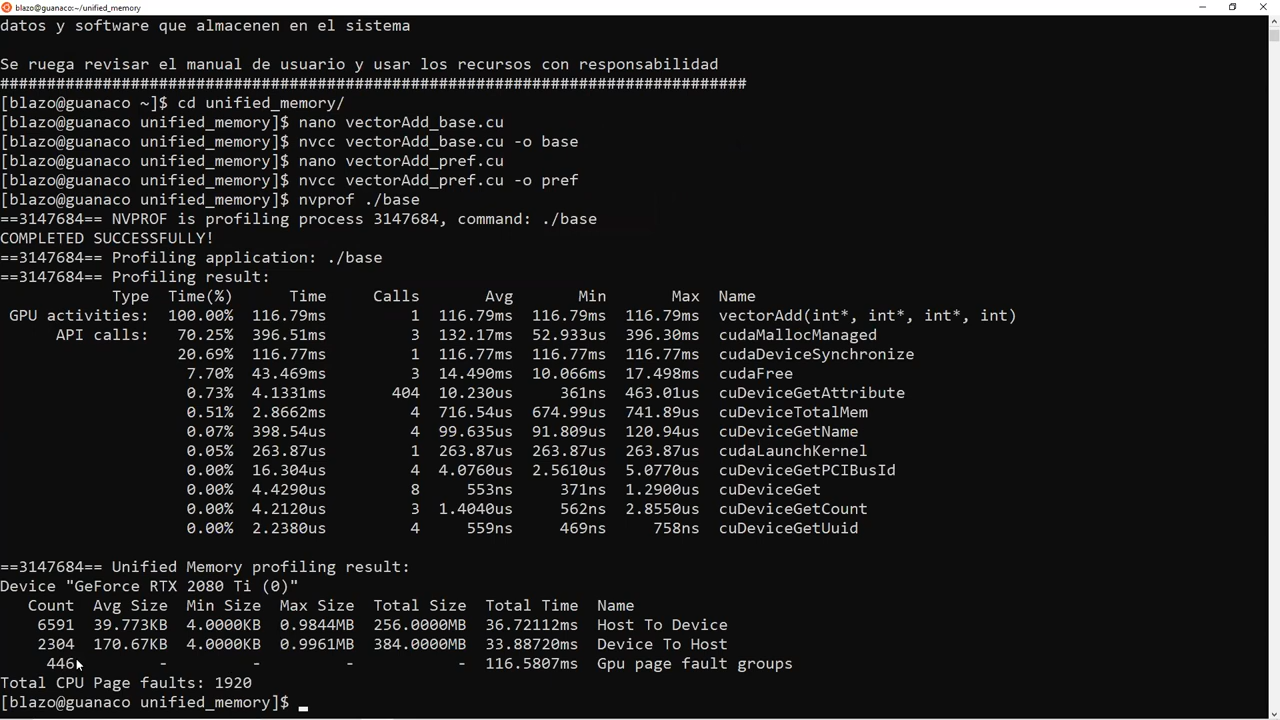 blazo@guanaco:~/unified_memory
datos y software que almacenen en el sistema
Se ruega revisar el manual de usuario y usar los recursos con responsabilidad
################################################################################
[blazo@guanaco ~]$ cd unified_memory/
[blazo@guanaco unified_memory]$ nano vectorAdd_base.cu
[blazo@guanaco unified_memory]$ nvcc vectorAdd_base.cu -o base
[blazo@guanaco unified_memory]$ nano vectorAdd_pref.cu
[blazo@guanaco unified_memory]$ nvcc vectorAdd_pref.cu -o pref
[blazo@guanaco unified_memory]$ nvprof ./base
==3147684== NVPROF is profiling process 3147684, command: ./base
COMPLETED SUCCESSFULLY!
==3147684== Profiling application: ./base
==3147684== Profiling result:
Type Time(%) Time Calls Avg Min Max Name
GPU activities: 100.00% 116.79ms 1 116.79ms 116.79ms 116.79ms vectorAdd(int*, int*, int*, int)
API calls: 70.25% 396.51ms 3 132.17ms 52.933us 396.30ms cudaMallocManaged
20.69% 116.77ms 1 116.77ms 116.77ms 116.77ms cudaDeviceSynchronize
7.70% 43.469ms 3 14.490ms 10.066ms 17.498ms cudaFree
0.73% 4.1331ms 404 10.230us 361ns 463.01us cuDeviceGetAttribute
0.51% 2.8662ms 4 716.54us 674.99us 741.89us cuDeviceTotalMem
0.07% 398.54us 4 99.635us 91.809us 120.94us cuDeviceGetName
0.05% 263.87us 1 263.87us 263.87us 263.87us cudaLaunchKernel
0.00% 16.304us 4 4.0760us 2.5610us 5.0770us cuDeviceGetPCIBusId
0.00% 4.4290us 8 553ns 371ns 1.2900us cuDeviceGet
0.00% 4.2120us 3 1.4040us 562ns 2.8550us cuDeviceGetCount
0.00% 2.2380us 4 559ns 469ns 758ns cuDeviceGetUuid
==3147684== Unified Memory profiling result:
Device "GeForce RTX 2080 Ti (0)"
Count Avg Size Min Size Max Size Total Size Total Time Name
6591 39.773KB 4.0000KB 0.9844MB 256.0000MB 36.72112ms Host To Device
2304 170.67KB 4.0000KB 0.9961MB 384.0000MB 33.88720ms Device To Host
446 - - - - 116.5807ms Gpu page fault groups
Total CPU Page faults: 1920
[blazo@guanaco unified_memory]$